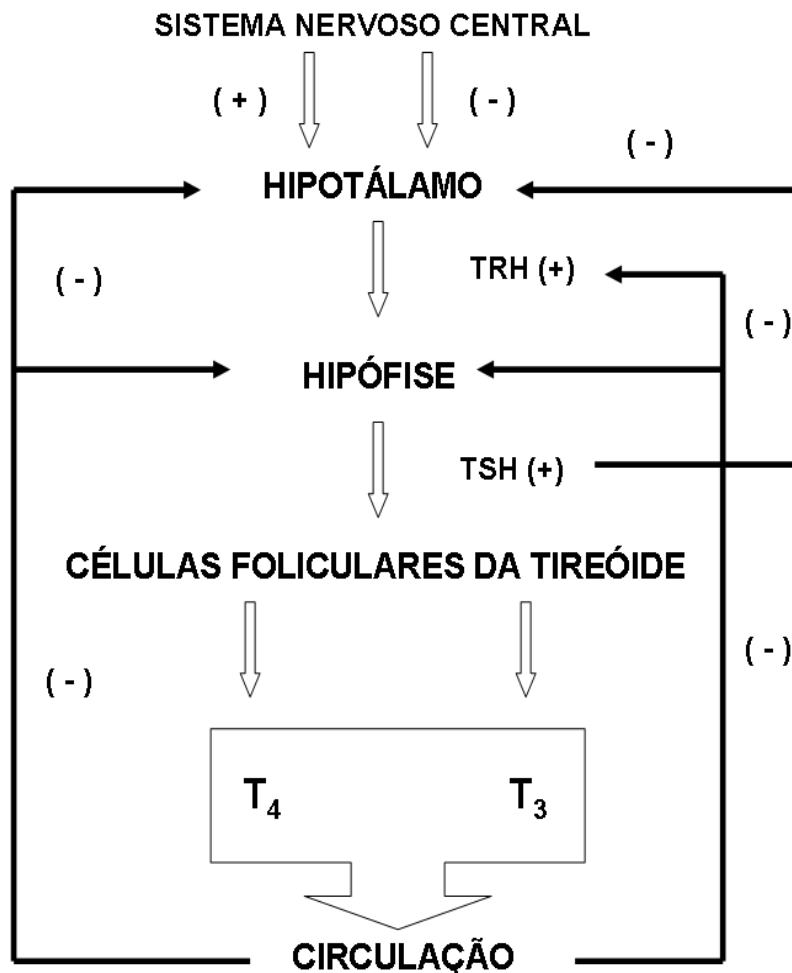 SISTEMA NERVOSO CENTRAL
( + )
( - )
( - )
HIPOTÁLAMO
TRH (+)
( - )
( - )
HIPÓFISE
TSH (+)
CÉLULAS FOLICULARES DA TIREÓIDE
( - )
( - )
T4
T3
CIRCULAÇÃO